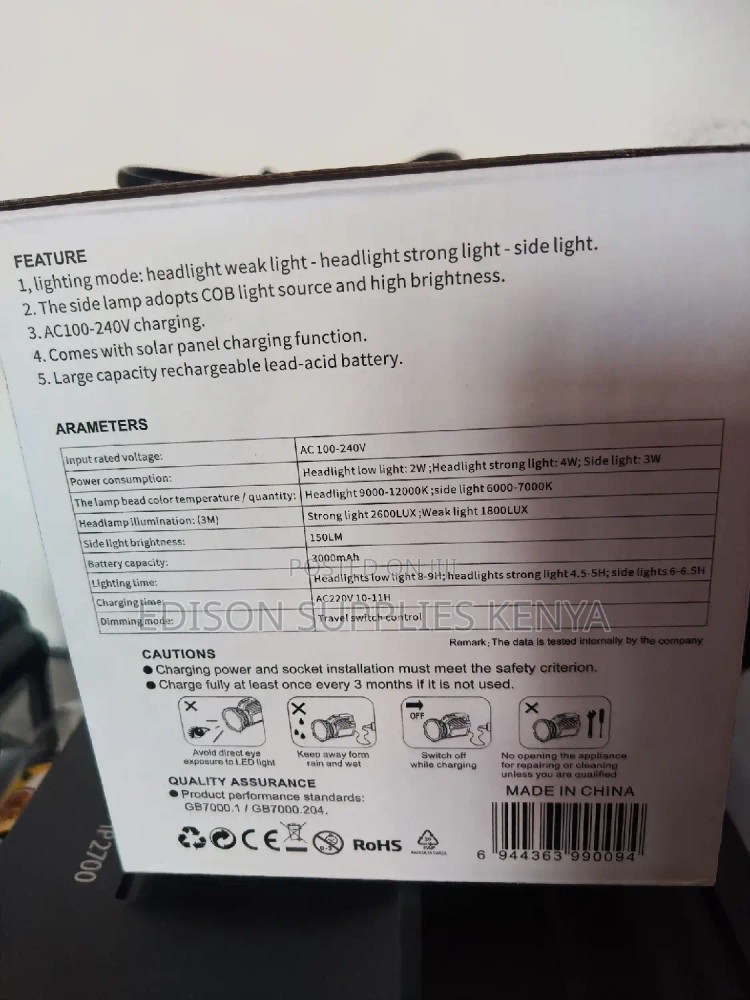 FEATURE
1, lighting mode: headlight weak light - headlight strong light - side light.
2. The side lamp adopts COB light source and high brightness.
3. AC100-240V charging.
4. Comes with solar panel charging function.
5. Large capacity rechargeable lead-acid battery.
ARAMETERS
Input rated voltage: AC 100-240V
Power consumption: Headlight low light: 2W ;Headlight strong light: 4W; Side light: 3W
The lamp bead color temperature / quantity: Headlight 9000-12000K ;side light 6000-7000K
Headlamp illumination: (3M) Strong light 2600LUX ;Weak light 1800LUX
Side light brightness: 150LM
Battery capacity: 3000mAh
Lighting time: Headlights low light 8-9H; headlights strong light 4.5-5H; side lights 6-6.5H
Charging time: AC220V 10-11H
Dimming mode: Travel switch control
POSTED ON JIJI
EDISON SUPPLIES KENYA
Remark; The data is tested internally by the company
CAUTIONS
● Charging power and socket installation must meet the safety criterion.
● Charge fully at least once every 3 months if it is not used.
OFF
Avoid direct eye
exposure to LED light
Keep away form
rain and wet
Switch off
while charging
No opening the appliance
for repairing or cleaning
unless you are qualified
QUALITY ASSURANCE
● Product performance standards:
GB7000.1 / GB7000.204.
MADE IN CHINA
CE
0-3
RoHS
PAP
6 944363 990094
IP2700